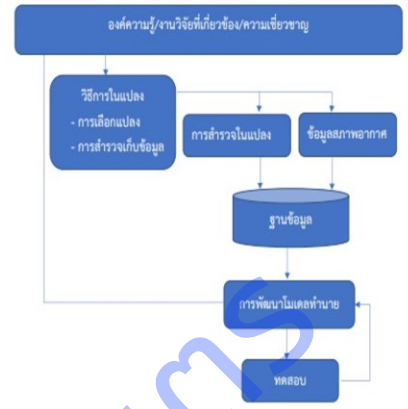 องค์ความรู้/งานวิจัยที่เกี่ยวข้อง/ความเชี่ยวชาญ
วิธีการในแปลง
- การเลือกแปลง
- การสำรวจเก็บข้อมูล
การสำรวจในแปลง
ข้อมูลสภาพอากาศ
ฐานข้อมูล
การพัฒนาโมเดลทำนาย
ทดสอบ